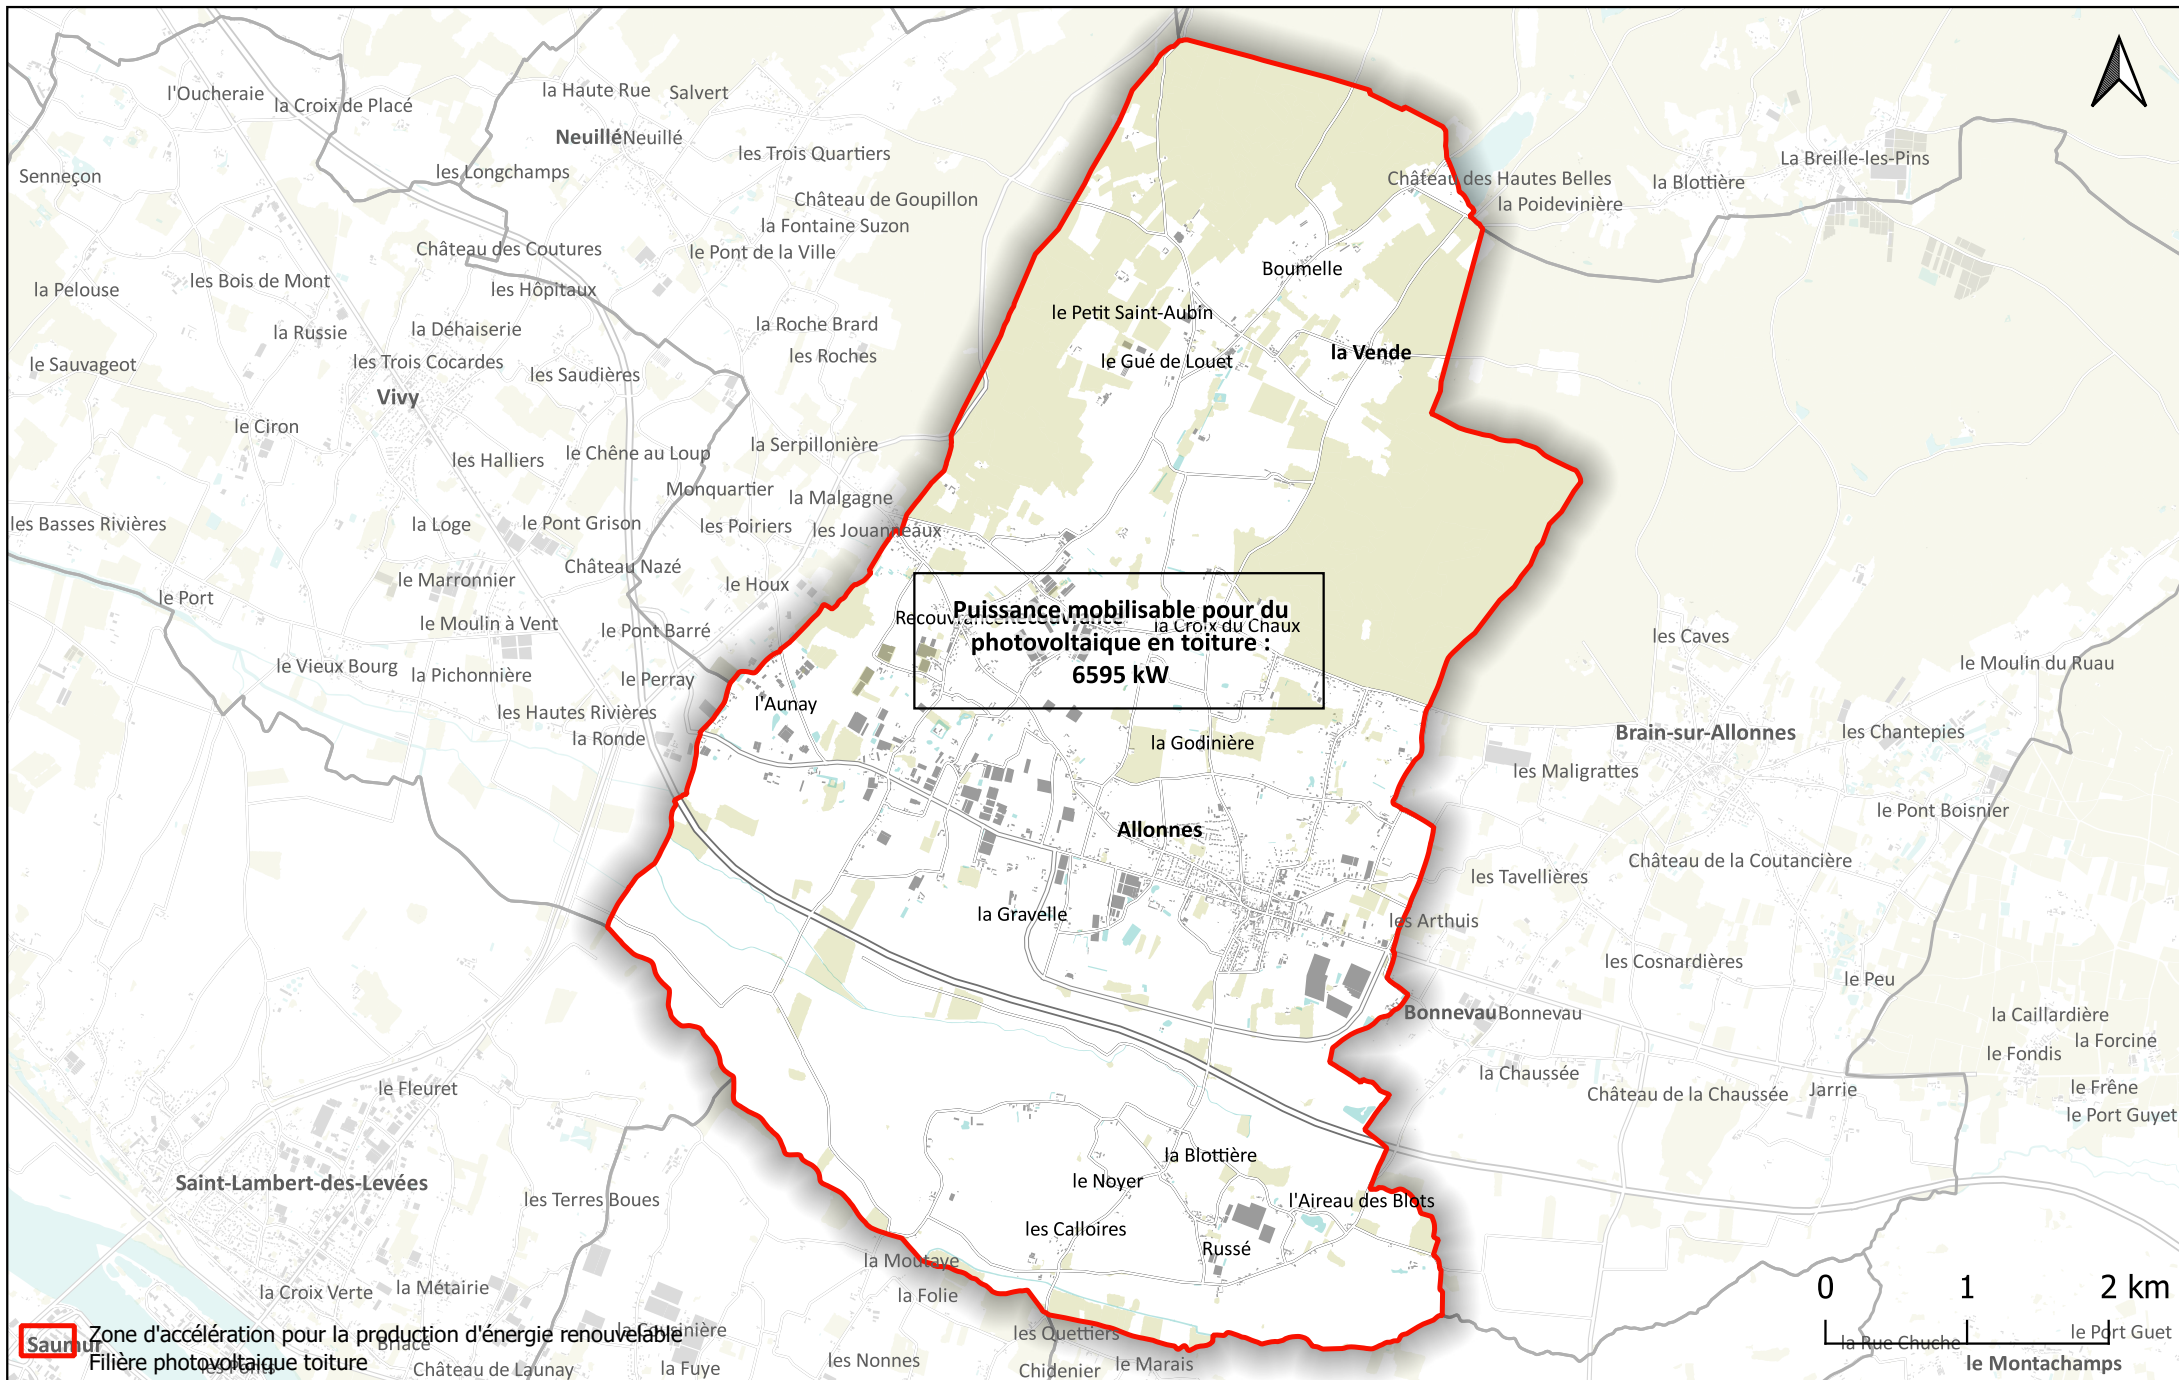 l'Oucheraie
la Croix de Placé
la Haute Rue
Salvert
Neuillé
Neuillé
les Trois Quartiers
Senneçon
les Longchamps
La Breille-les-Pins
Château des Hautes Belles
la Blottière
Château de Goupillon
la Poidevinière
la Fontaine Suzon
Château des Coutures
le Pont de la Ville
Boumelle
les Bois de Mont
la Pelouse
les Hôpitaux
le Petit Saint-Aubin
la Russie
la Déhaiserie
la Roche Brard
les Roches
la Vende
le Sauvageot
les Trois Cocardes
les Saudières
le Gué de Louet
Vivy
le Ciron
les Halliers
le Chêne au Loup
la Serpillonière
Monquartier
la Malgagne
les Basses Rivières
la Loge
le Pont Grison
les Poiriers
les Jouanneaux
Château Nazé
le Marronnier
le Houx
le Port
le Moulin à Vent
le Pont Barré
Recouvrance
Recouvrance
la Croix du Chaux
Puissance mobilisable pour du
photovoltaique en toiture :
6595 kW
les Caves
le Moulin du Ruau
le Vieux Bourg
la Pichonnière
le Perray
l'Aunay
les Hautes Rivières
la Ronde
la Godinière
Brain-sur-Allonnes
les Chantepies
les Maligrattes
le Pont Boisnier
Allonnes
Château de la Coutancière
les Tavellières
la Gravelle
les Arthuis
les Cosnardières
le Peu
Bonnevau
Bonnevau
la Caillardière
la Forcine
le Fondis
la Chaussée
le Fleuret
Château de la Chaussée
Jarrie
le Frêne
le Port Guyet
la Blottière
Saint-Lambert-des-Levées
le Noyer
les Terres Boues
l'Aireau des Blots
les Calloires
Russé
la Moutaye
la Croix Verte
la Métairie
la Folie
0 1 2 km
Zone d'accélération pour la production d'énergie renouvelable
Filière photovoltaique toiture
Saumur
Briacé
les Ponts
les Quettiers
la Rue Chuche
le Port Guet
Château de Launay
la Fuye
les Nonnes
Chidenier
le Marais
le Montachamps